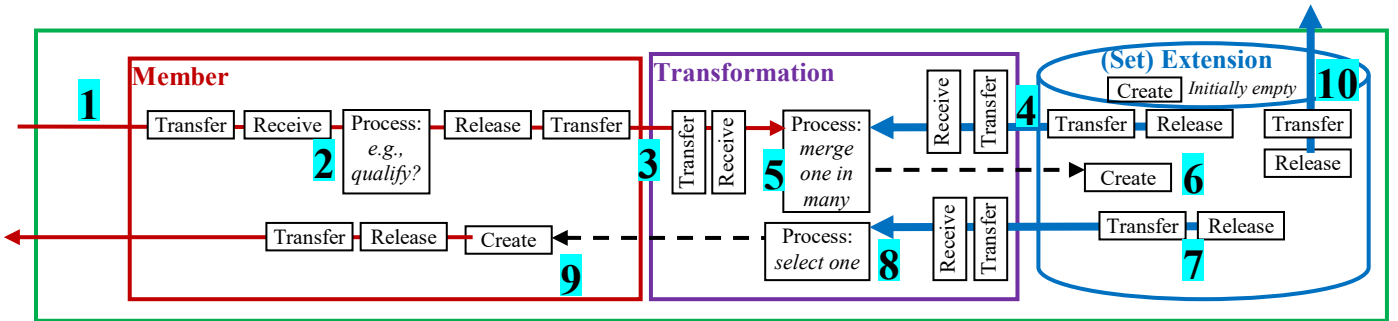 (Set) Extension
Member
Transformation
Create
Initially empty
10
1
4
Transfer
Receive
Process:
e.g.,
qualify?
Release
Transfer
Transfer
Receive
Process:
merge
one in
many
Receive
Transfer
Transfer
Release
Transfer
Release
2
3
5
Create
6
Transfer
Release
Create
9
Process:
select one
8
Receive
Transfer
Transfer
Release
7